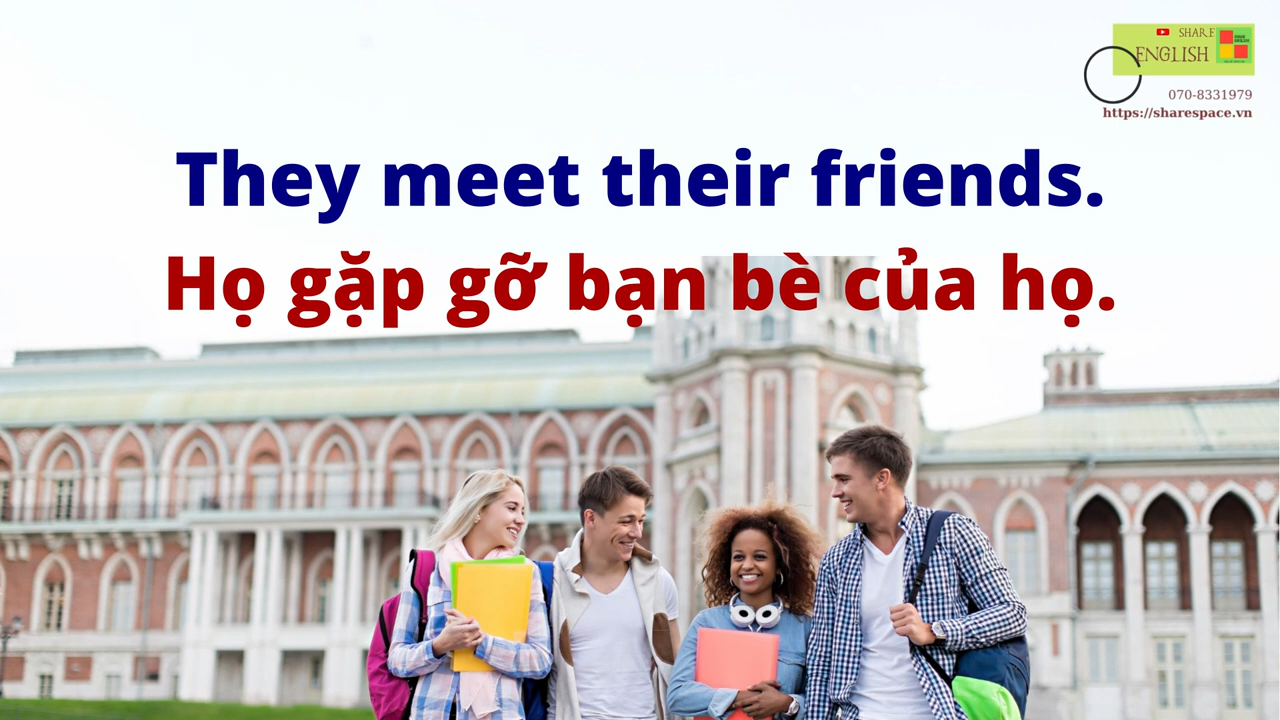 SHARE
ENGLISH
070-8331979
https://sharespace.vn
They meet their friends.
Họ gặp gỡ bạn bè của họ.